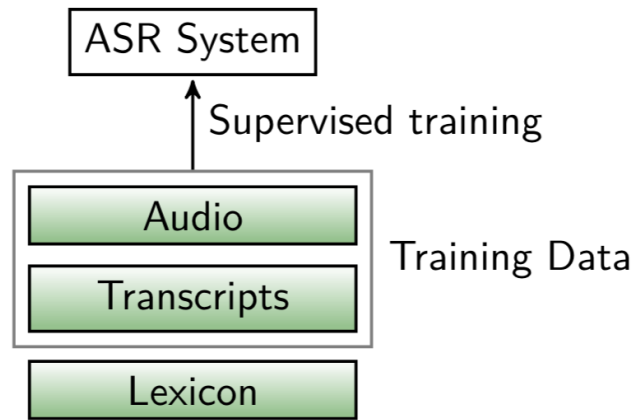 ASR System
Supervised training
Audio
Training Data
Transcripts
Lexicon